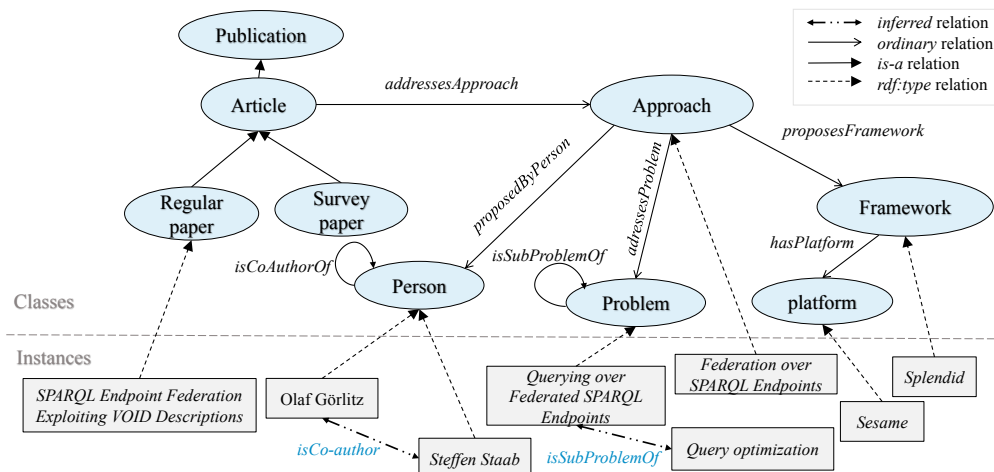 Publication
inferred relation
ordinary relation
is-a relation
rdf:type relation
Article
addressesApproach
Approach
proposesFramework
proposedByPerson
adressesProblem
Regular
paper
Survey
paper
Framework
hasPlatform
isCoAuthorOf
isSubProblemOf
Person
Problem
platform
Classes
Instances
SPARQL Endpoint Federation
Exploiting VOID Descriptions
Olaf Görlitz
Querying over
Federated SPARQL
Endpoints
Federation over
SPARQL Endpoints
Splendid
Sesame
isCo-author
Steffen Staab
isSubProblemOf
Query optimization